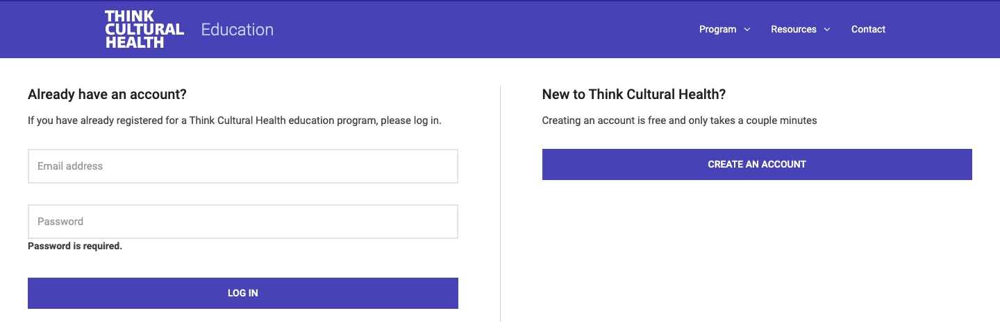 THINK
CULTURAL
HEALTH
Education
Program
Resources
Contact
Already have an account?
If you have already registered for a Think Cultural Health education program, please log in.
Email address
Password
Password is required.
LOG IN
New to Think Cultural Health?
Creating an account is free and only takes a couple minutes
CREATE AN ACCOUNT